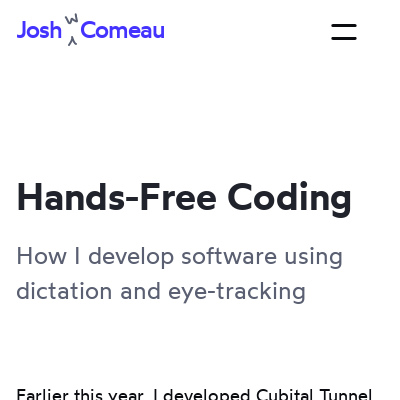 Josh W Comeau
Hands-Free Coding
How I develop software using
dictation and eye-tracking
Earlier this year, I developed Cubital Tunnel